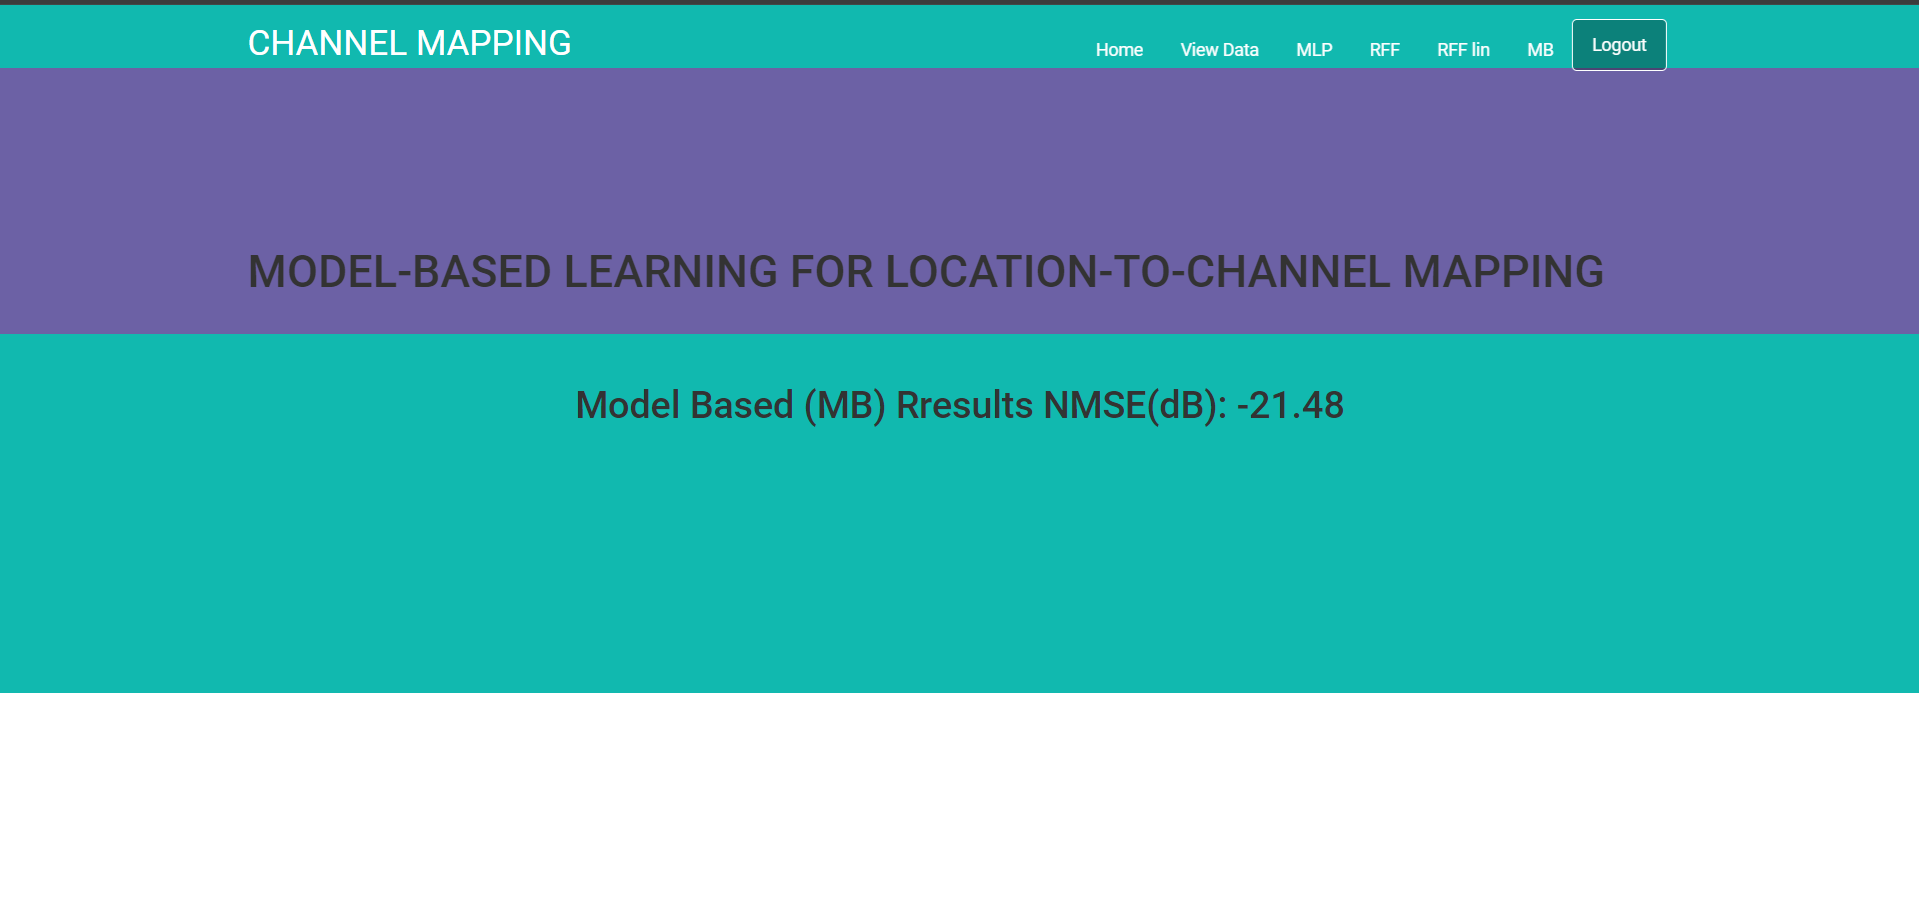 CHANNEL MAPPING
Home View Data MLP RFF RFF lin MB Logout
MODEL-BASED LEARNING FOR LOCATION-TO-CHANNEL MAPPING
Model Based (MB) Rresults NMSE(dB): -21.48